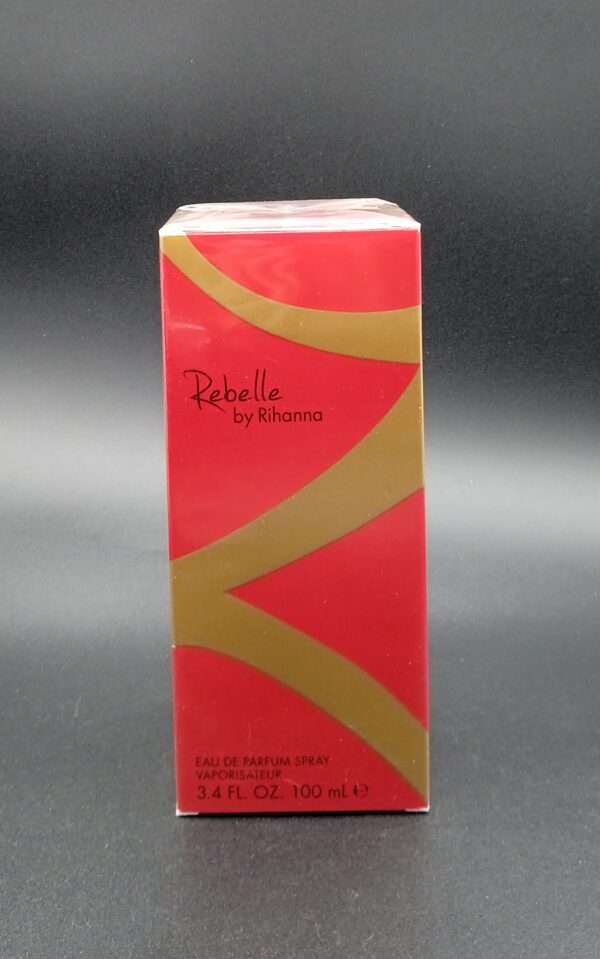 Rebelle
by Rihanna
EAU DE PARFUM SPRAY
VAPORISATEUR
3.4 FL. OZ. 100 mL ℮